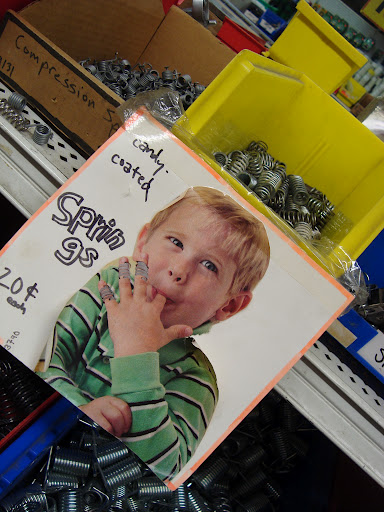 Compression S
candy
coated
Sprin
gs
20¢
each
S